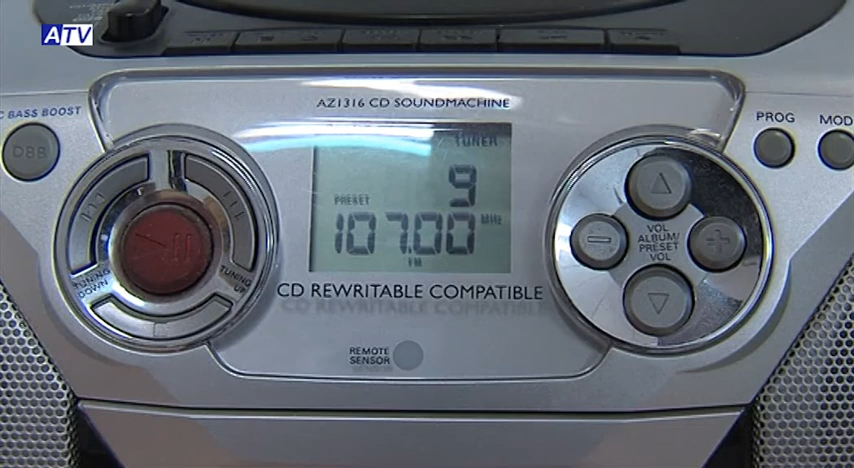 ATV
AZ1316 CD SOUNDMACHINE
C BASS BOOST
DBB
PROG
MOD
TUNER
9
PRESET
107.00 MHz
FM
TUNING DOWN
TUNING UP
VOL
ALBUM/
PRESET
VOL
CD REWRITABLE COMPATIBLE
REMOTE
SENSOR